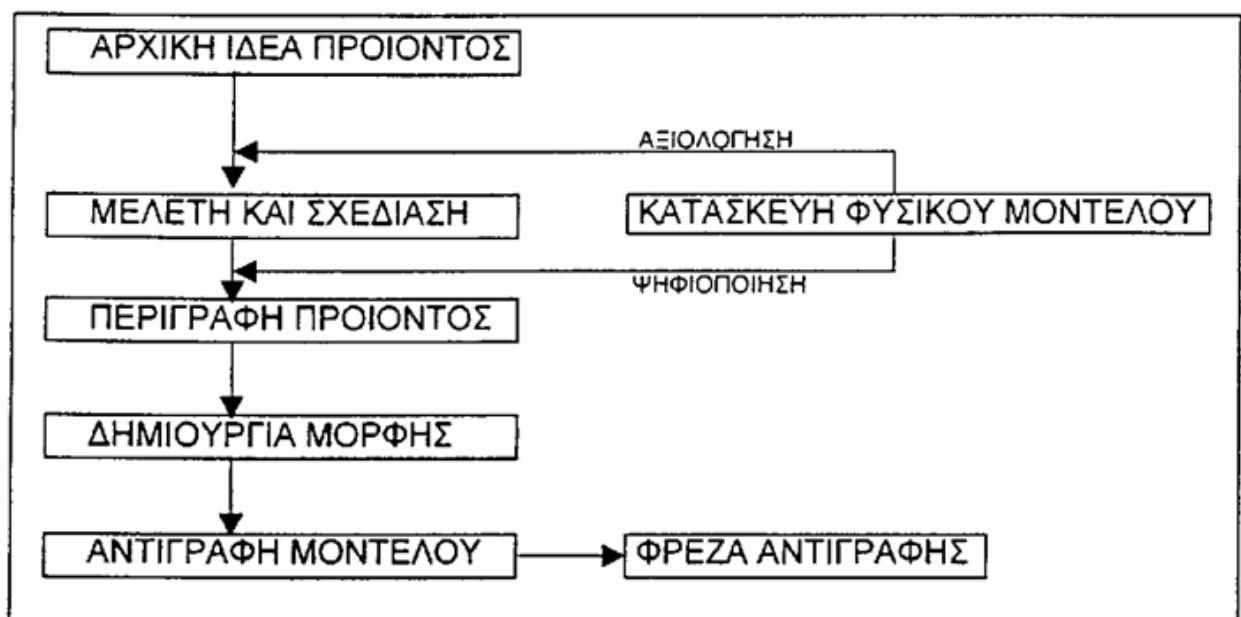 ΑΡΧΙΚΗ ΙΔΕΑ ΠΡΟΙΟΝΤΟΣ
ΑΞΙΟΛΟΓΗΣΗ
ΜΕΛΕΤΗ ΚΑΙ ΣΧΕΔΙΑΣΗ
ΚΑΤΑΣΚΕΥΗ ΦΥΣΙΚΟΥ ΜΟΝΤΕΛΟΥ
ΨΗΦΙΟΠΟΙΗΣΗ
ΠΕΡΙΓΡΑΦΗ ΠΡΟΙΟΝΤΟΣ
ΔΗΜΙΟΥΡΓΙΑ ΜΟΡΦΗΣ
ΑΝΤΙΓΡΑΦΗ ΜΟΝΤΕΛΟΥ
ΦΡΕΖΑ ΑΝΤΙΓΡΑΦΗΣ